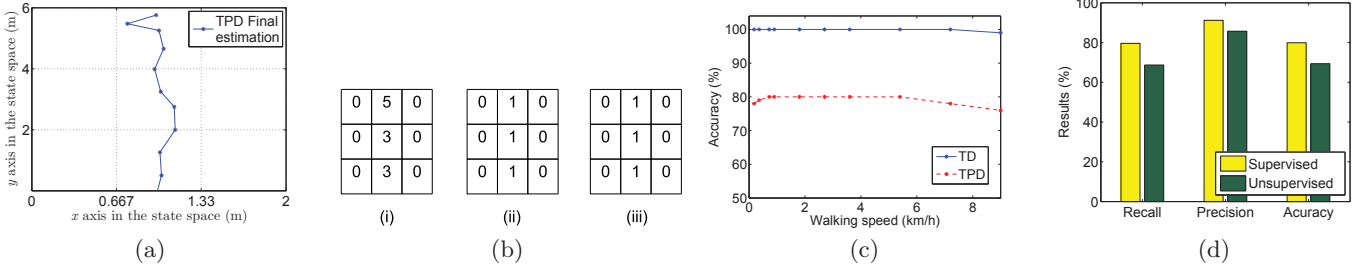 6
4
2
0
0
0.667
1.33
2
y axis in the state space (m)
x axis in the state space (m)
TPD Final
estimation
(a)
0 5 0
0 3 0
0 3 0
(i)
0 1 0
0 1 0
0 1 0
(ii)
0 1 0
0 1 0
0 1 0
(iii)
(b)
100
90
80
70
60
50
0 2 4 6 8
Accuracy (%)
Walking speed (km/h)
TD
TPD
(c)
100
80
60
40
20
0
Results (%)
Supervised
Unsupervised
Recall Precision Acuracy
(d)